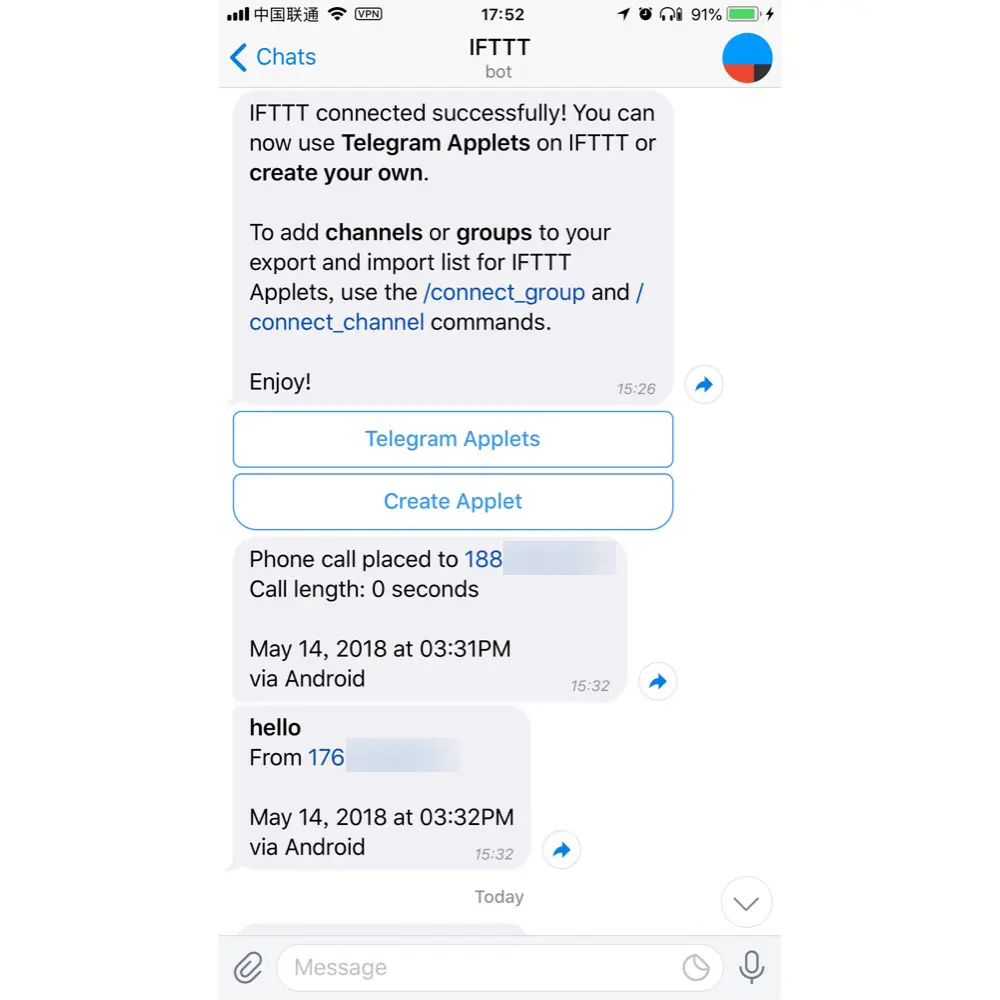 中国联通 VPN 17:52 91%
Chats IFTTT
bot
IFTTT connected successfully! You can
now use Telegram Applets on IFTTT or
create your own.
To add channels or groups to your
export and import list for IFTTT
Applets, use the /connect_group and /
connect_channel commands.
Enjoy! 15:26
Telegram Applets
Create Applet
Phone call placed to 188
Call length: 0 seconds
May 14, 2018 at 03:31PM
via Android 15:32
hello
From 176
May 14, 2018 at 03:32PM
via Android 15:32
Today
Message